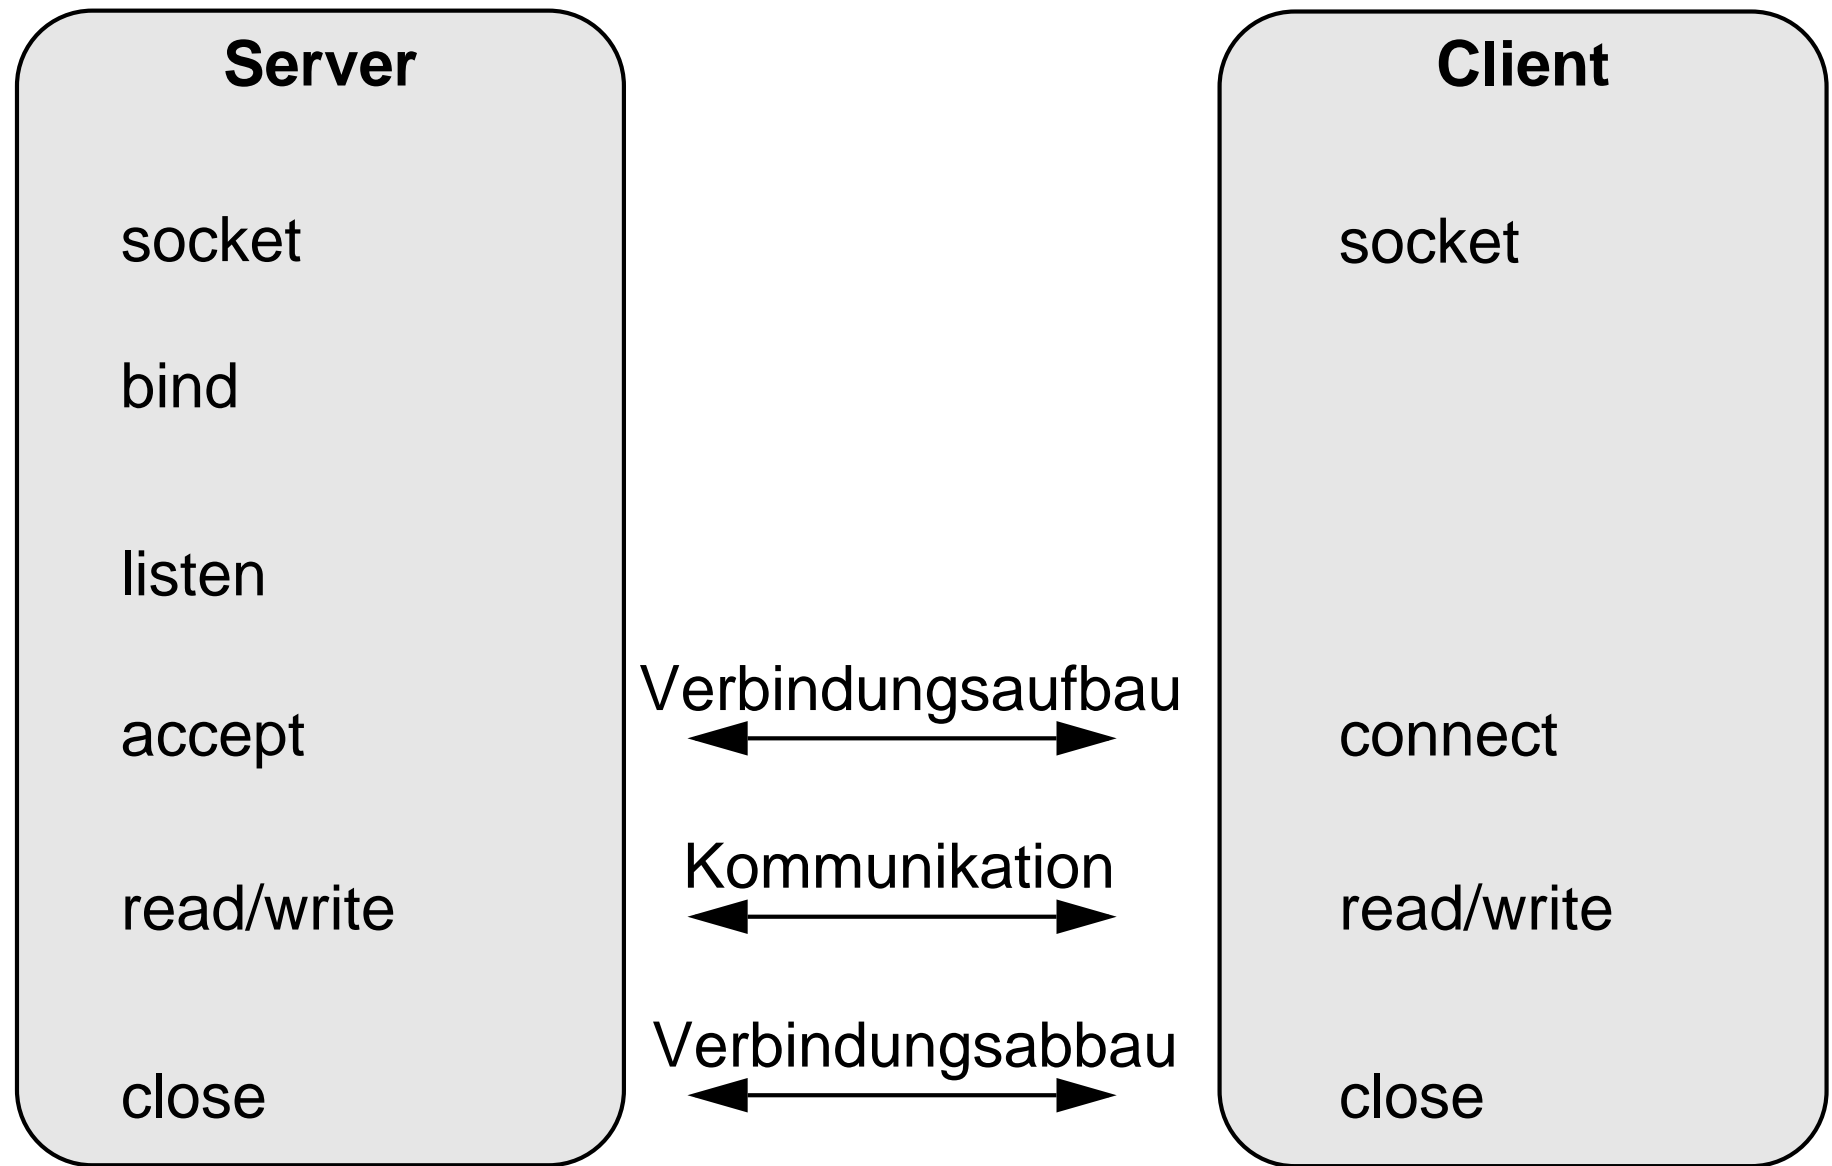 Server
Client
socket
socket
bind
listen
Verbindungsaufbau
accept
connect
Kommunikation
read/write
read/write
Verbindungsabbau
close
close